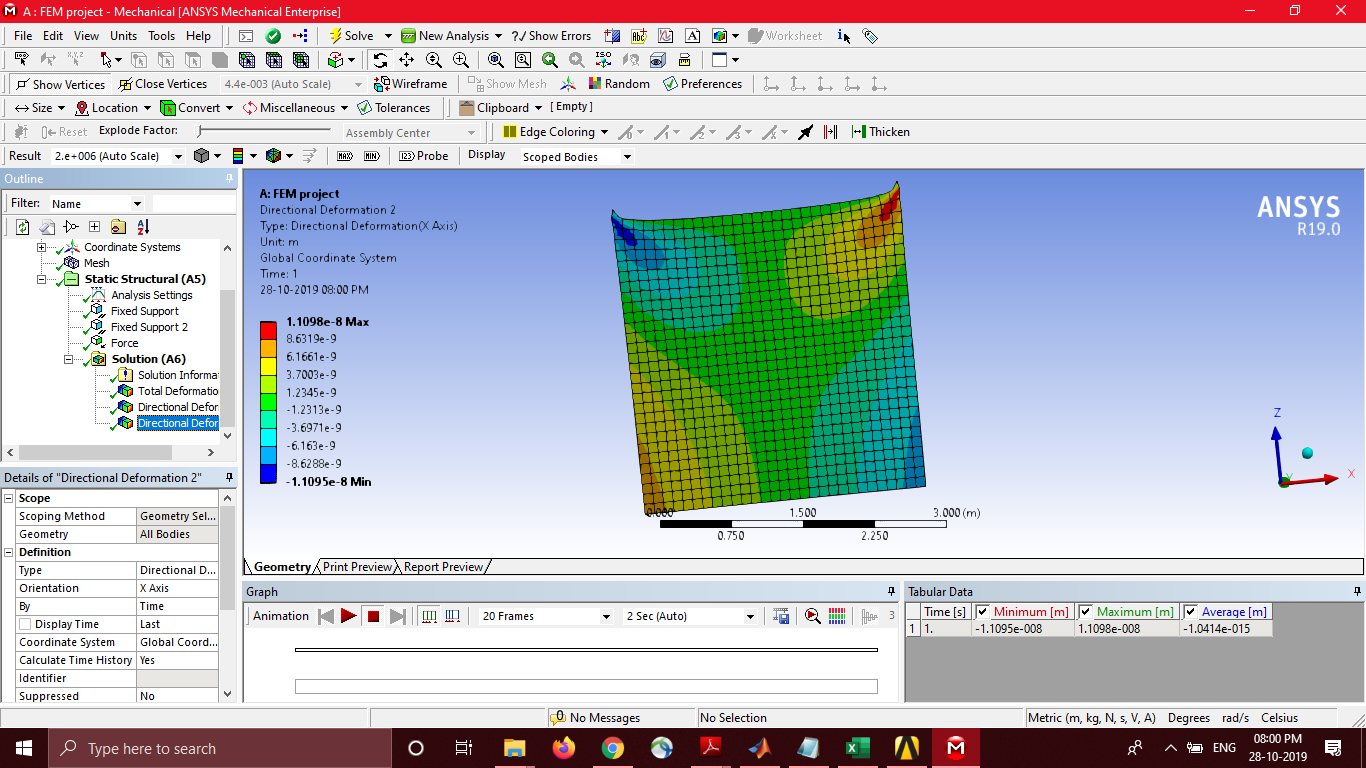 A : FEM project - Mechanical [ANSYS Mechanical Enterprise]
File Edit View Units Tools Help Solve New Analysis ?/ Show Errors Worksheet
Show Vertices Close Vertices 4.4e-003 (Auto Scale) Wireframe Show Mesh Random Preferences
Size Location Convert Miscellaneous Tolerances Clipboard [ Empty ]
Reset Explode Factor: Assembly Center Edge Coloring Thicken
Result 2.e+006 (Auto Scale) MAX MIN 123 Probe Display Scoped Bodies
Outline
Filter: Name
Coordinate Systems
Mesh
Static Structural (A5)
Analysis Settings
Fixed Support
Fixed Support 2
Force
Solution (A6)
Solution Informa
Total Deformatio
Directional Defor
Directional Defor
Details of "Directional Deformation 2"
Scope
Scoping Method Geometry Sel...
Geometry All Bodies
Definition
Type Directional D...
Orientation X Axis
By Time
Display Time Last
Coordinate System Global Coord...
Calculate Time History Yes
Identifier
Suppressed No
A: FEM project
Directional Deformation 2
Type: Directional Deformation(X Axis)
Unit: m
Global Coordinate System
Time: 1
28-10-2019 08:00 PM
1.1098e-8 Max
8.6319e-9
6.1661e-9
3.7003e-9
1.2345e-9
-1.2313e-9
-3.6971e-9
-6.163e-9
-8.6288e-9
-1.1095e-8 Min
ANSYS
R19.0
Z
X
Y
0.000 1.500 3.000 (m)
0.750 2.250
Geometry Print Preview Report Preview
Graph
Animation 20 Frames 2 Sec (Auto) 3
Tabular Data
Time [s] Minimum [m] Maximum [m] Average [m]
1 1. -1.1095e-008 1.1098e-008 -1.0414e-015
0 No Messages No Selection Metric (m, kg, N, s, V, A) Degrees rad/s Celsius
Type here to search
ENG
08:00 PM
28-10-2019